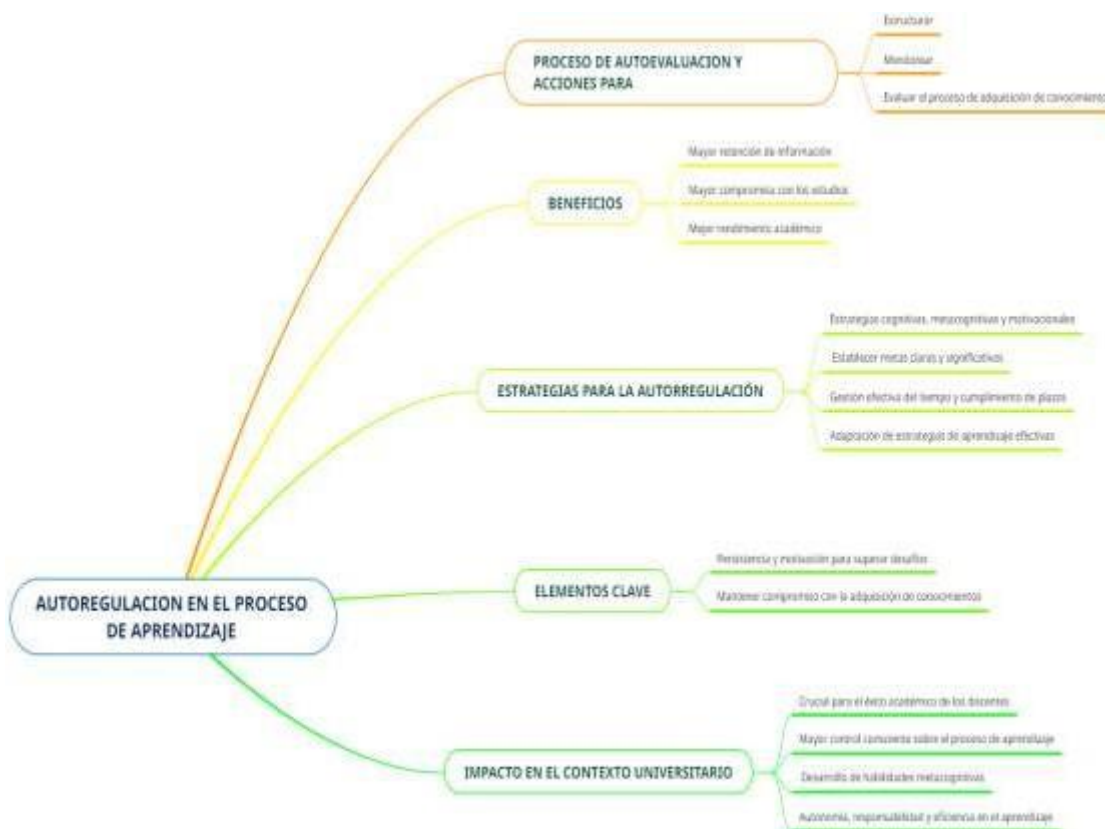 PROCESO DE AUTOEVALUACION Y
ACCIONES PARA
Estructurar
Monitorear
Evaluar el proceso de adquisición de conocimiento
BENEFICIOS
Mayor retención de información
Mayor compromiso con los estudios
Mejor rendimiento académico
ESTRATEGIAS PARA LA AUTORREGULACIÓN
Estrategias cognitivas, metacognitivas y motivacionales
Establecer metas claras y significativas
Gestión efectiva del tiempo y cumplimiento de plazos
Adaptación de estrategias de aprendizaje efectivas
AUTOREGULACION EN EL PROCESO
DE APRENDIZAJE
ELEMENTOS CLAVE
Persistencia y motivación para superar desafíos
Mantener compromiso con la adquisición de conocimientos
IMPACTO EN EL CONTEXTO UNIVERSITARIO
Crucial para el éxito académico de los discentes
Mayor control consciente sobre el proceso de aprendizaje
Desarrollo de habilidades metacognitivas
Autonomía, responsabilidad y eficiencia en el aprendizaje